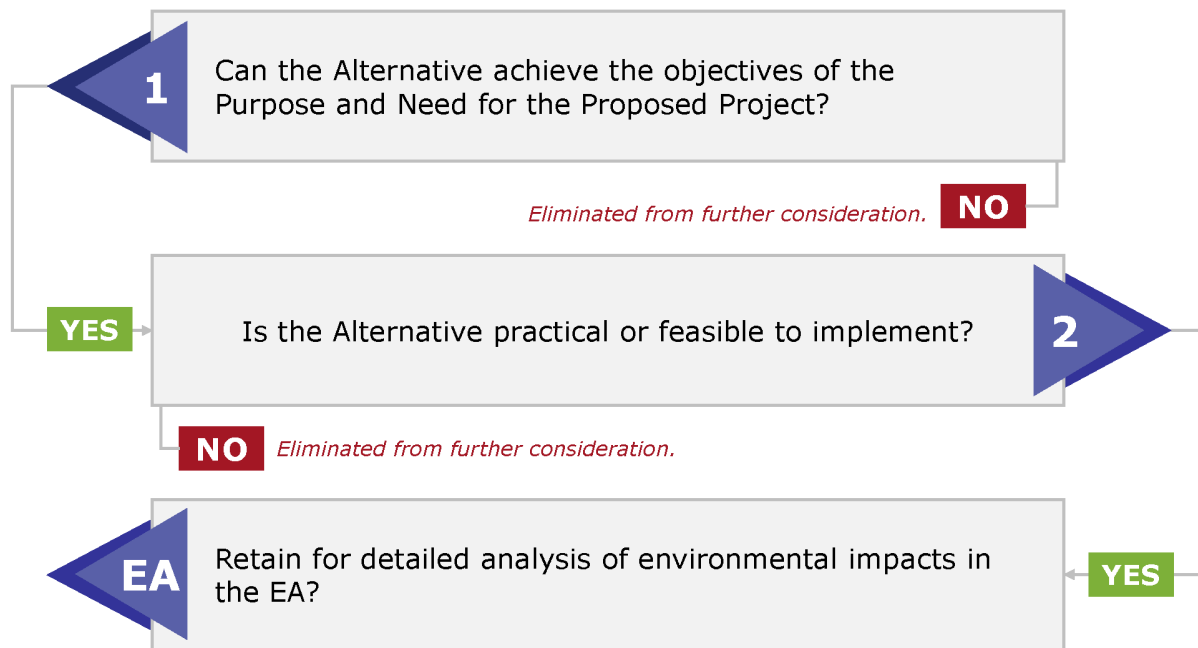 1
Can the Alternative achieve the objectives of the
Purpose and Need for the Proposed Project?
Eliminated from further consideration.
NO
YES
Is the Alternative practical or feasible to implement?
2
NO
Eliminated from further consideration.
EA
Retain for detailed analysis of environmental impacts in
the EA?
YES